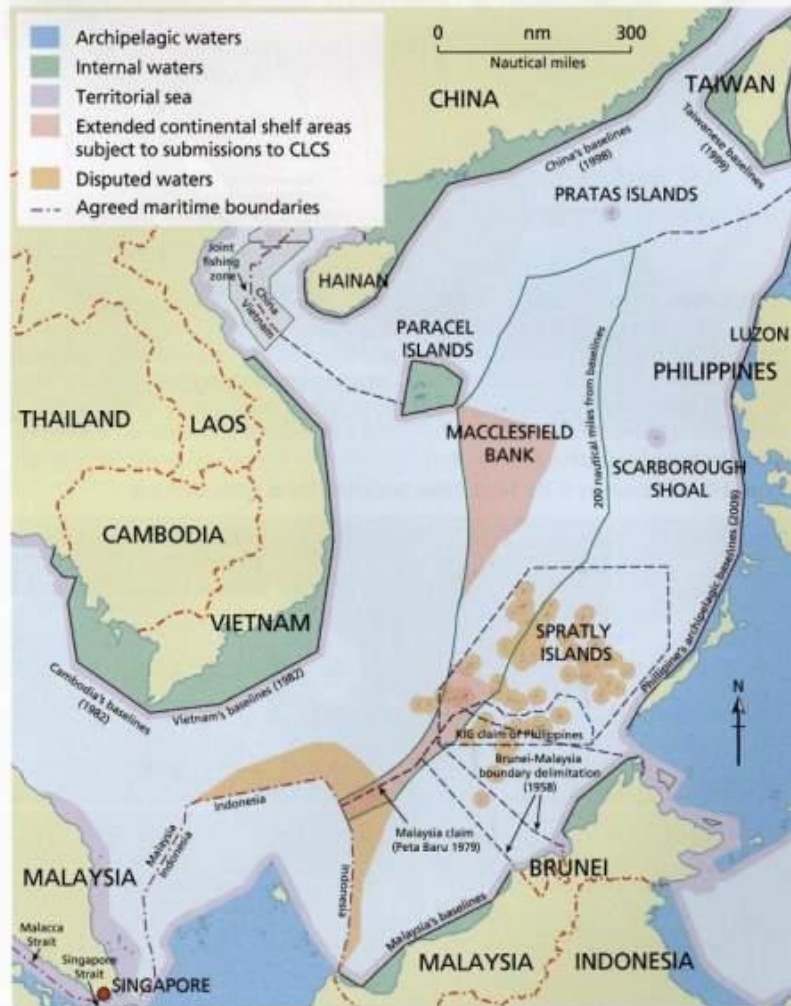 Archipelagic waters
Internal waters
Territorial sea
Extended continental shelf areas
subject to submissions to CLCS
Disputed waters
Agreed maritime boundaries
0 nm 300
Nautical miles
CHINA
TAIWAN
China's baselines
(1998)
Taiwanese baselines
(1999)
PRATAS ISLANDS
Joint
fishing
zone
China
Vietnam
HAINAN
PARACEL
ISLANDS
LUZON
PHILIPPINES
THAILAND
LAOS
MACCLESFIELD
BANK
200 nautical miles from baselines
SCARBOROUGH
SHOAL
CAMBODIA
VIETNAM
SPRATLY
ISLANDS
Phillipine's archipelagic baselines (2009)
Cambodia's baselines
(1982)
Vietnam's baselines (1982)
N
KIG claim of Philippines
Brunei-Malaysia
boundary delimitation
(1958)
Indonesia
Malaysia
Indonesia
Malaysia claim
(Peta Baru 1979)
Indonesia
MALAYSIA
BRUNEI
Malaysia's baselines
Malacca
Strait
Singapore
Strait
SINGAPORE
MALAYSIA
INDONESIA